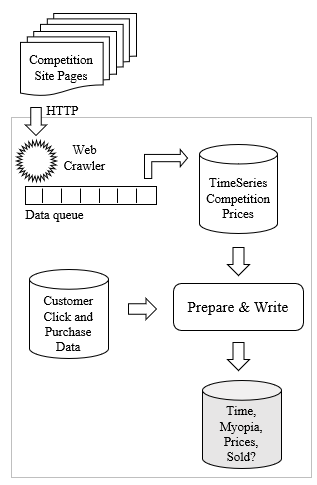 Competition
Site Pages
HTTP
Web
Crawler
Data queue
TimeSeries
Competition
Prices
Customer
Click and
Purchase
Data
Prepare & Write
Time,
Myopia,
Prices,
Sold?